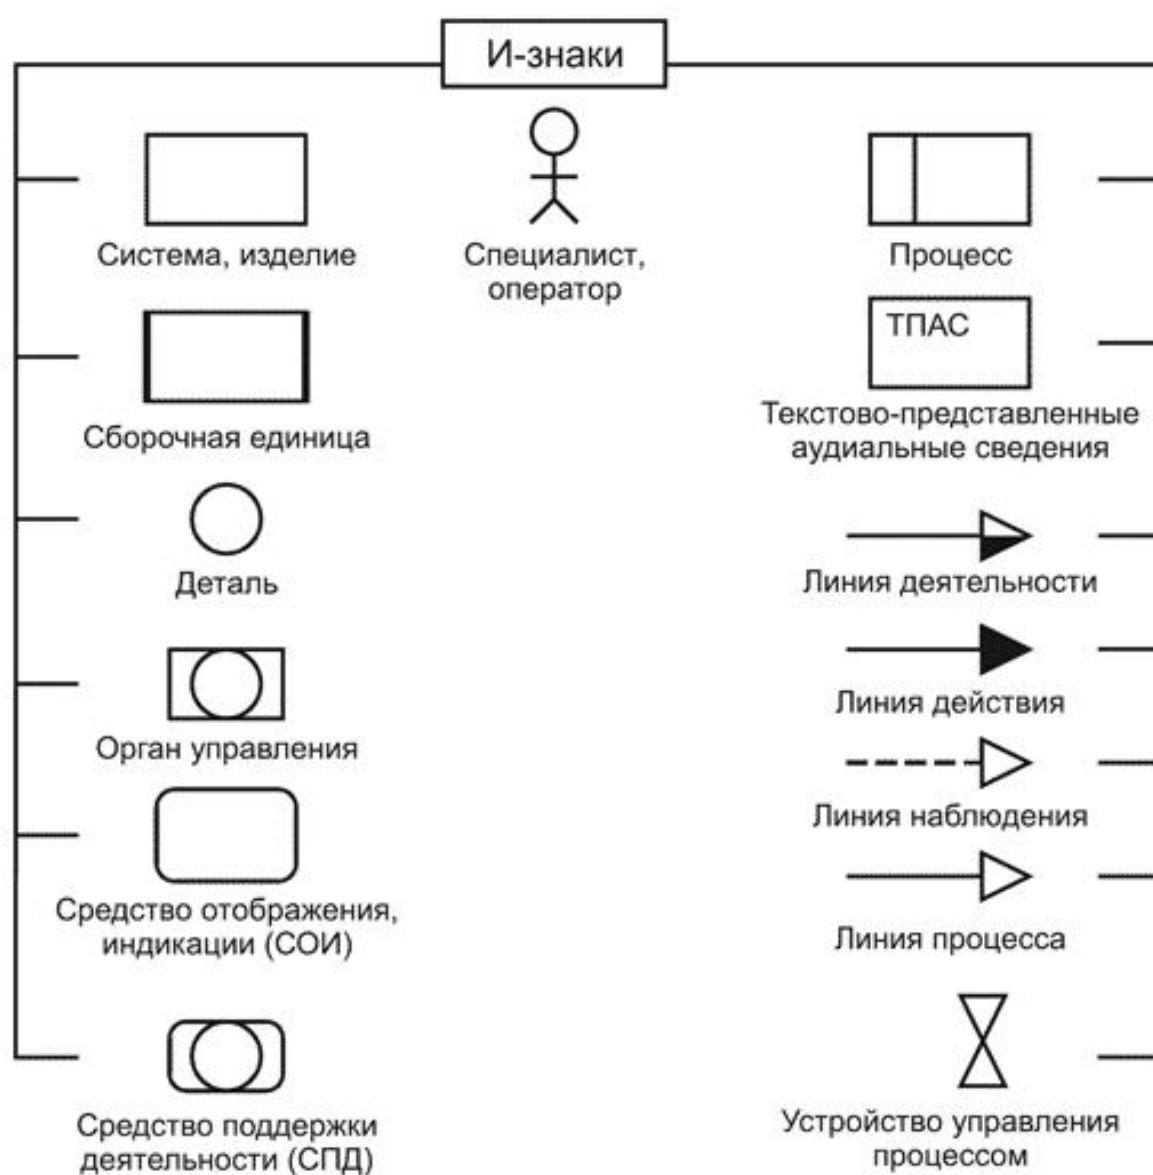 И-знаки
Система, изделие
Специалист,
оператор
Процесс
Сборочная единица
ТПАС
Текстово-представленные
аудиальные сведения
Деталь
Линия деятельности
Орган управления
Линия действия
Линия наблюдения
Средство отображения,
индикации (СОИ)
Линия процесса
Средство поддержки
деятельности (СПД)
Устройство управления
процессом